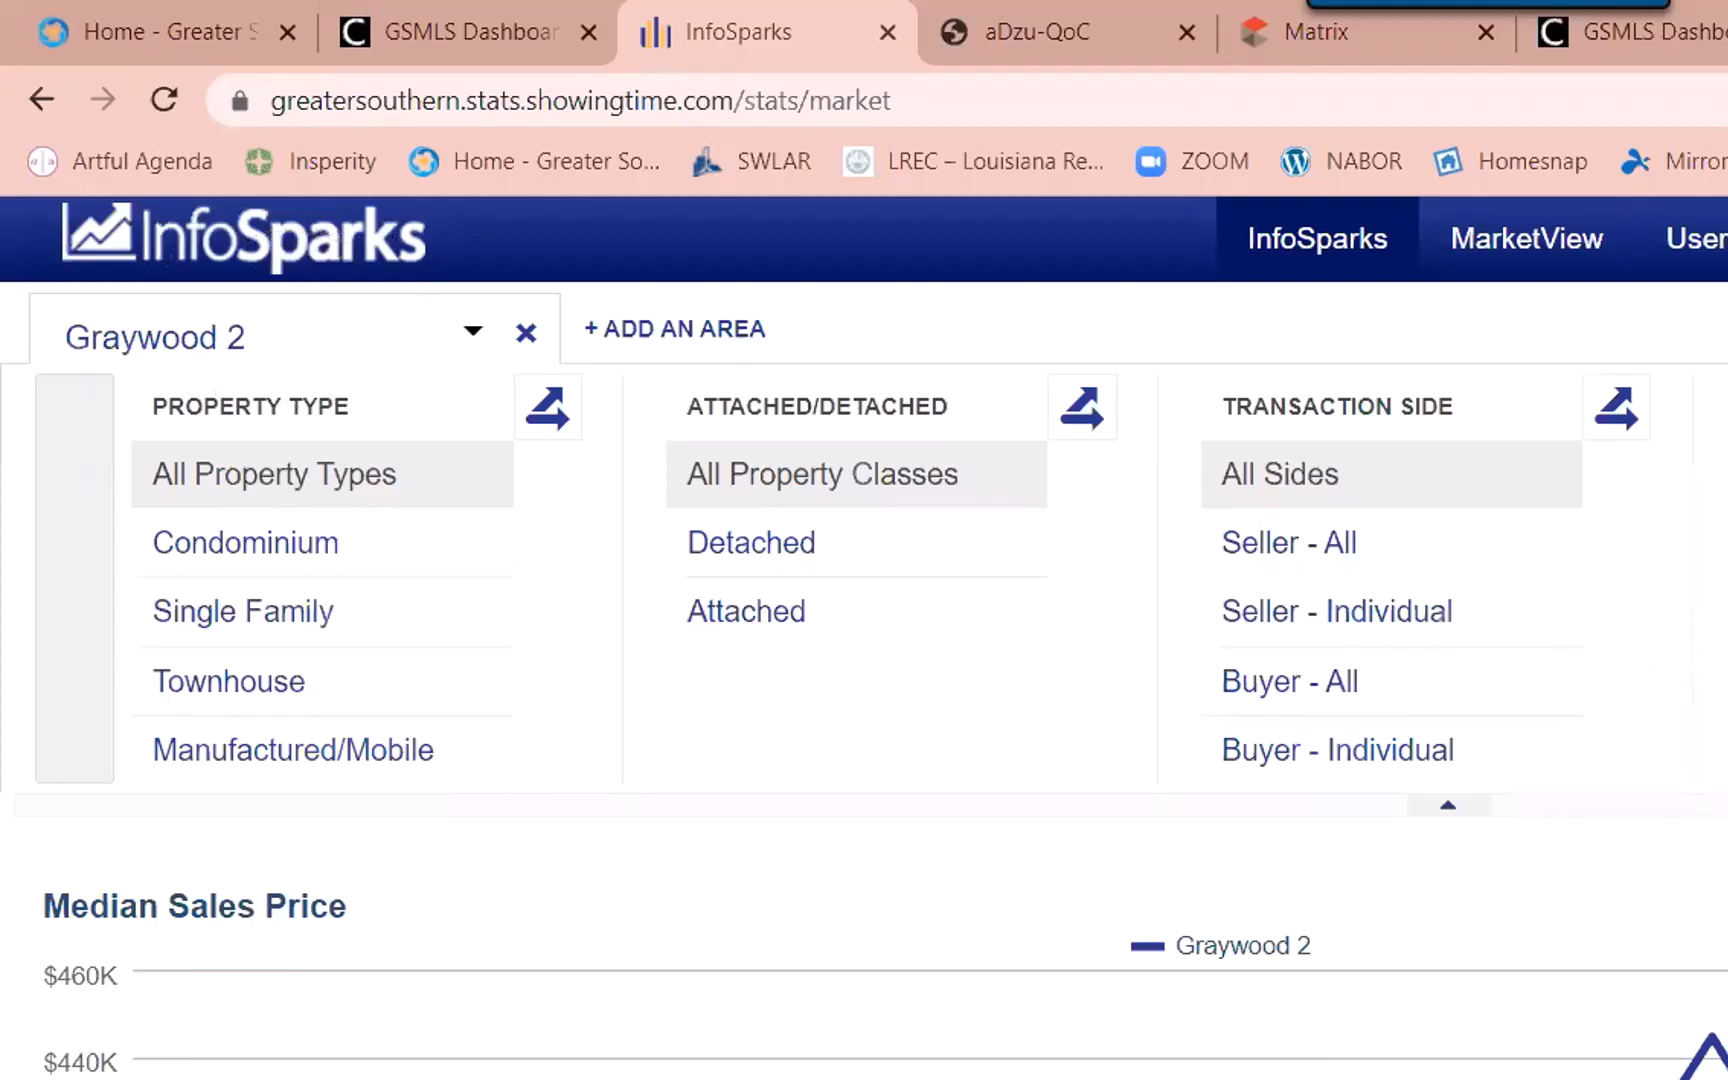 Home - Greater S
GSMLS Dashboar
InfoSparks
aDzu-QoC
Matrix
GSMLS Dashb
greatersouthern.stats.showingtime.com/stats/market
Artful Agenda
Insperity
Home - Greater So...
SWLAR
LREC – Louisiana Re...
ZOOM
NABOR
Homesnap
Mirror
InfoSparks
InfoSparks
MarketView
User
Graywood 2
+ ADD AN AREA
PROPERTY TYPE
All Property Types
Condominium
Single Family
Townhouse
Manufactured/Mobile
ATTACHED/DETACHED
All Property Classes
Detached
Attached
TRANSACTION SIDE
All Sides
Seller - All
Seller - Individual
Buyer - All
Buyer - Individual
Median Sales Price
Graywood 2
$460K
$440K